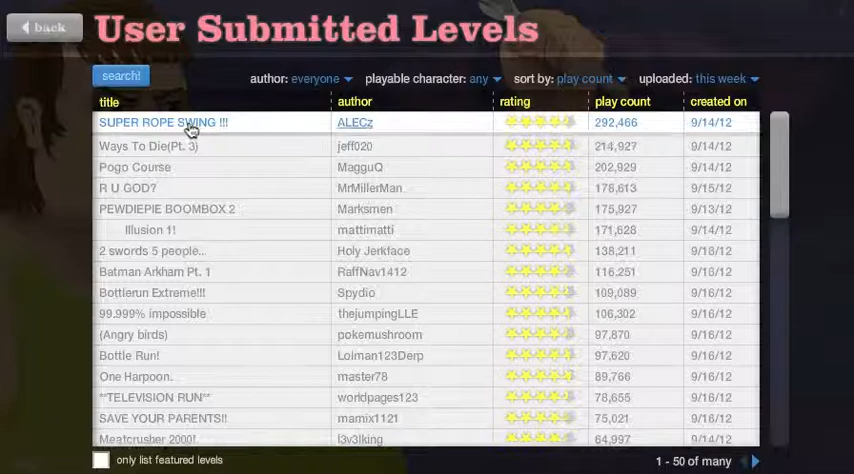 back
User Submitted Levels
search! author: everyone playable character: any sort by: play count uploaded: this week
title author rating play count created on
SUPER ROPE SWING !!! ALECz 292,466 9/14/12
Ways To Die(Pt. 3) jeff020 214,927 9/14/12
Pogo Course MagguQ 202,929 9/14/12
R U GOD? MrMillerMan 178,613 9/15/12
PEWDIEPIE BOOMBOX 2 Marksmen 175,927 9/13/12
Illusion 1! mattimatti 171,628 9/14/12
2 swords 5 people... Holy Jerkface 138,211 9/16/12
Batman Arkham Pt. 1 RaffNav1412 116,251 9/16/12
Bottlerun Extreme!!! Spydio 109,089 9/16/12
99.999% impossible thejumpingLLE 106,302 9/16/12
(Angry birds) pokemushroom 97,870 9/16/12
Bottle Run! Lolman123Derp 97,620 9/16/12
One Harpoon. master78 89,766 9/16/12
**TELEVISION RUN** worldpages123 78,655 9/16/12
SAVE YOUR PARENTS!! mamix1121 75,021 9/16/12
Meatcrusher 2000! l3v3lking 64,997 9/14/12
only list featured levels 1 - 50 of many